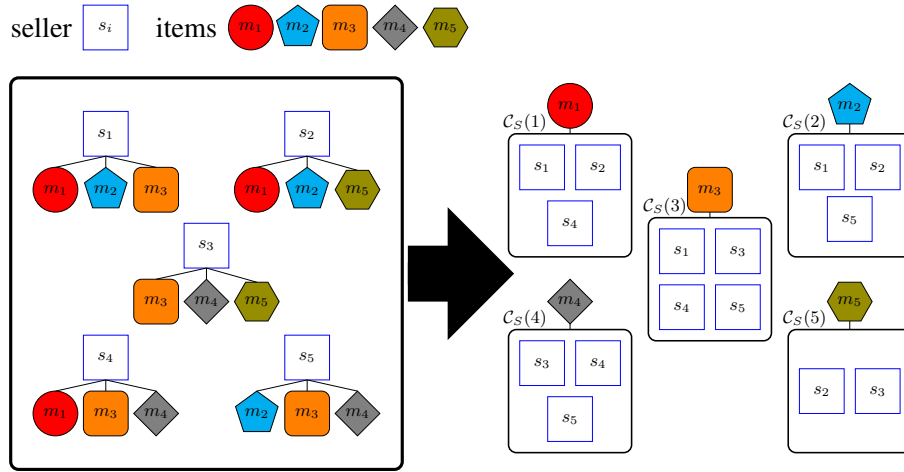 seller s_i items m_1 m_2 m_3 m_4 m_5
s_1 s_2
m_1 m_2 m_3 m_1 m_2 m_5
s_3
m_3 m_4 m_5
s_4 s_5
m_1 m_3 m_4 m_2 m_3 m_4
m_1
C_S(1)
s_1 s_2
s_4
m_2
C_S(2)
s_1 s_2
s_5
m_3
C_S(3)
s_1 s_3
s_4 s_5
m_4
C_S(4)
s_3 s_4
s_5
m_5
C_S(5)
s_2 s_3